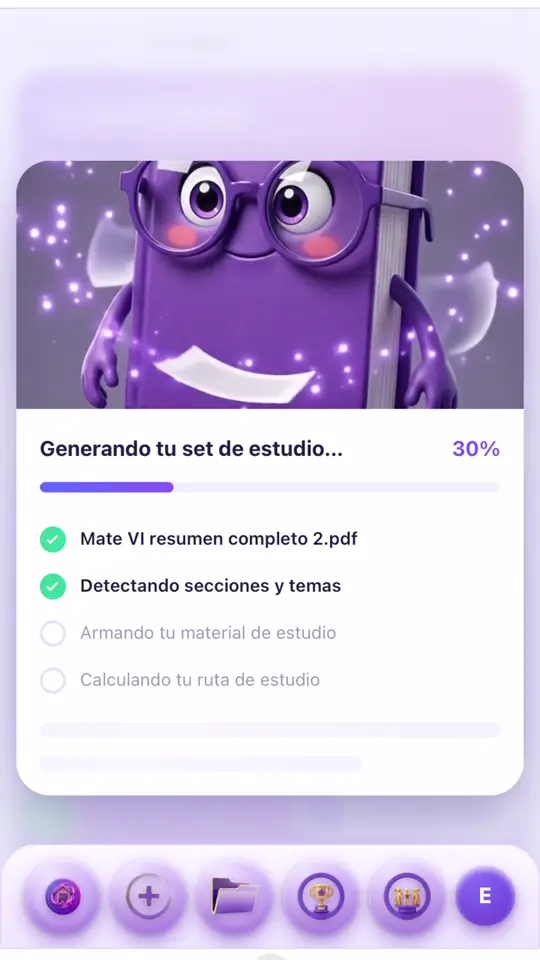 Generando tu set de estudio...
30%
Mate VI resumen completo 2.pdf
Detectando secciones y temas
Armando tu material de estudio
Calculando tu ruta de estudio
E